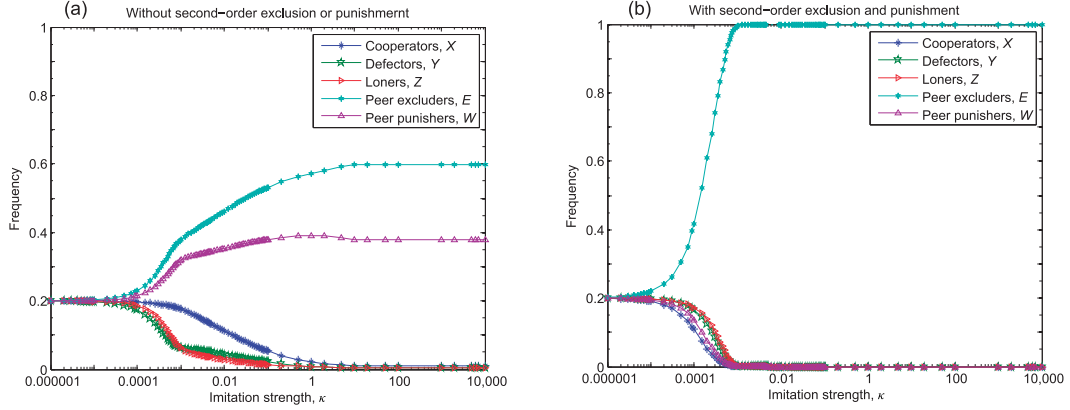 (a)
Without second-order exclusion or punishmernt
Cooperators, X
Defectors, Y
Loners, Z
Peer excluders, E
Peer punishers, W
Frequency
1
0.8
0.6
0.4
0.2
0
0.000001
0.0001
0.01
1
100
10,000
Imitation strength, κ
(b)
With second-order exclusion and punishment
Cooperators, X
Defectors, Y
Loners, Z
Peer excluders, E
Peer punishers, W
Frequency
1
0.8
0.6
0.4
0.2
0
0.000001
0.0001
0.01
1
100
10,000
Imitation strength, κ